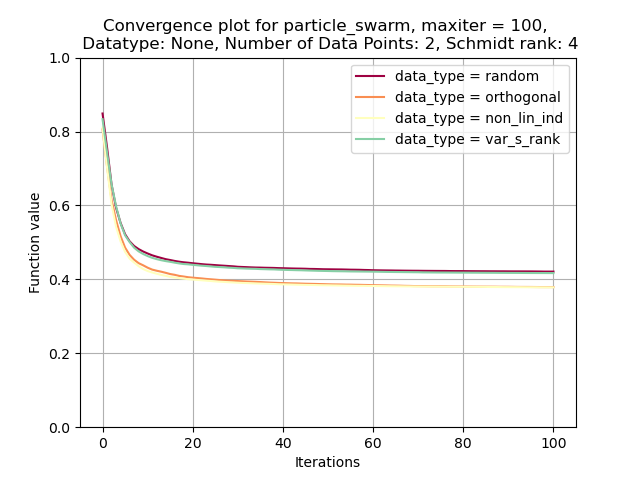 Convergence plot for particle_swarm, maxiter = 100,
Datatype: None, Number of Data Points: 2, Schmidt rank: 4
data_type = random
data_type = orthogonal
data_type = non_lin_ind
data_type = var_s_rank
Function value
1.0
0.8
0.6
0.4
0.2
0.0
0 20 40 60 80 100
Iterations